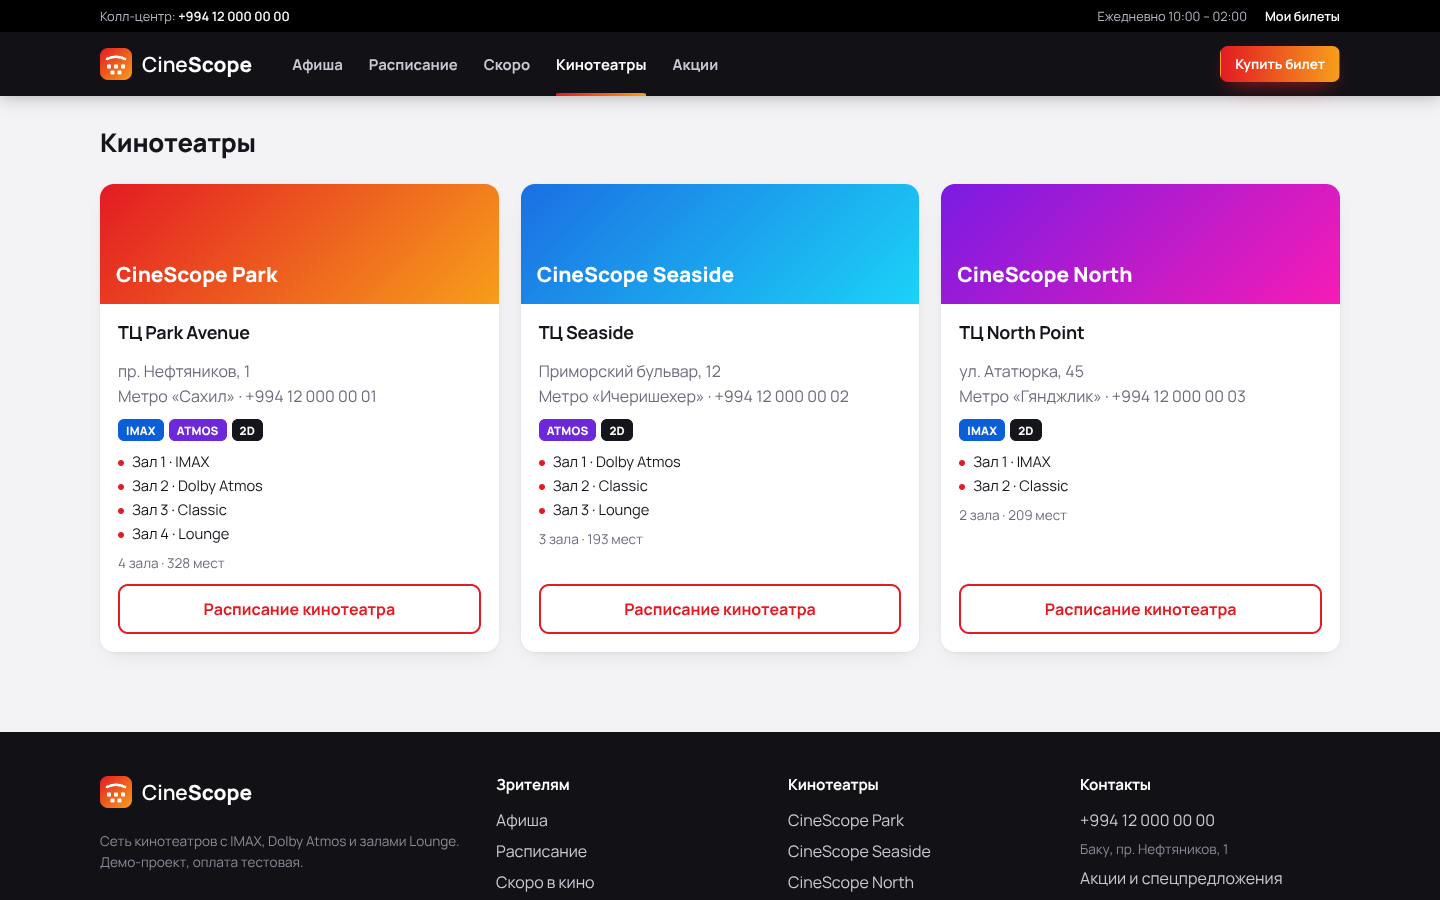 Колл-центр: +994 12 000 00 00
Ежедневно 10:00 – 02:00
Мои билеты
CineScope
Афиша
Расписание
Скоро
Кинотеатры
Акции
Купить билет
Кинотеатры
CineScope Park
ТЦ Park Avenue
пр. Нефтяников, 1
Метро «Сахил» · +994 12 000 00 01
IMAX
ATMOS
2D
Зал 1 · IMAX
Зал 2 · Dolby Atmos
Зал 3 · Classic
Зал 4 · Lounge
4 зала · 328 мест
Расписание кинотеатра
CineScope Seaside
ТЦ Seaside
Приморский бульвар, 12
Метро «Ичеришехер» · +994 12 000 00 02
ATMOS
2D
Зал 1 · Dolby Atmos
Зал 2 · Classic
Зал 3 · Lounge
3 зала · 193 мест
Расписание кинотеатра
CineScope North
ТЦ North Point
ул. Ататюрка, 45
Метро «Гянджлик» · +994 12 000 00 03
IMAX
2D
Зал 1 · IMAX
Зал 2 · Classic
2 зала · 209 мест
Расписание кинотеатра
CineScope
Сеть кинотеатров с IMAX, Dolby Atmos и залами Lounge.
Демо-проект, оплата тестовая.
Зрителям
Афиша
Расписание
Скоро в кино
Кинотеатры
CineScope Park
CineScope Seaside
CineScope North
Контакты
+994 12 000 00 00
Баку, пр. Нефтяников, 1
Акции и спецпредложения